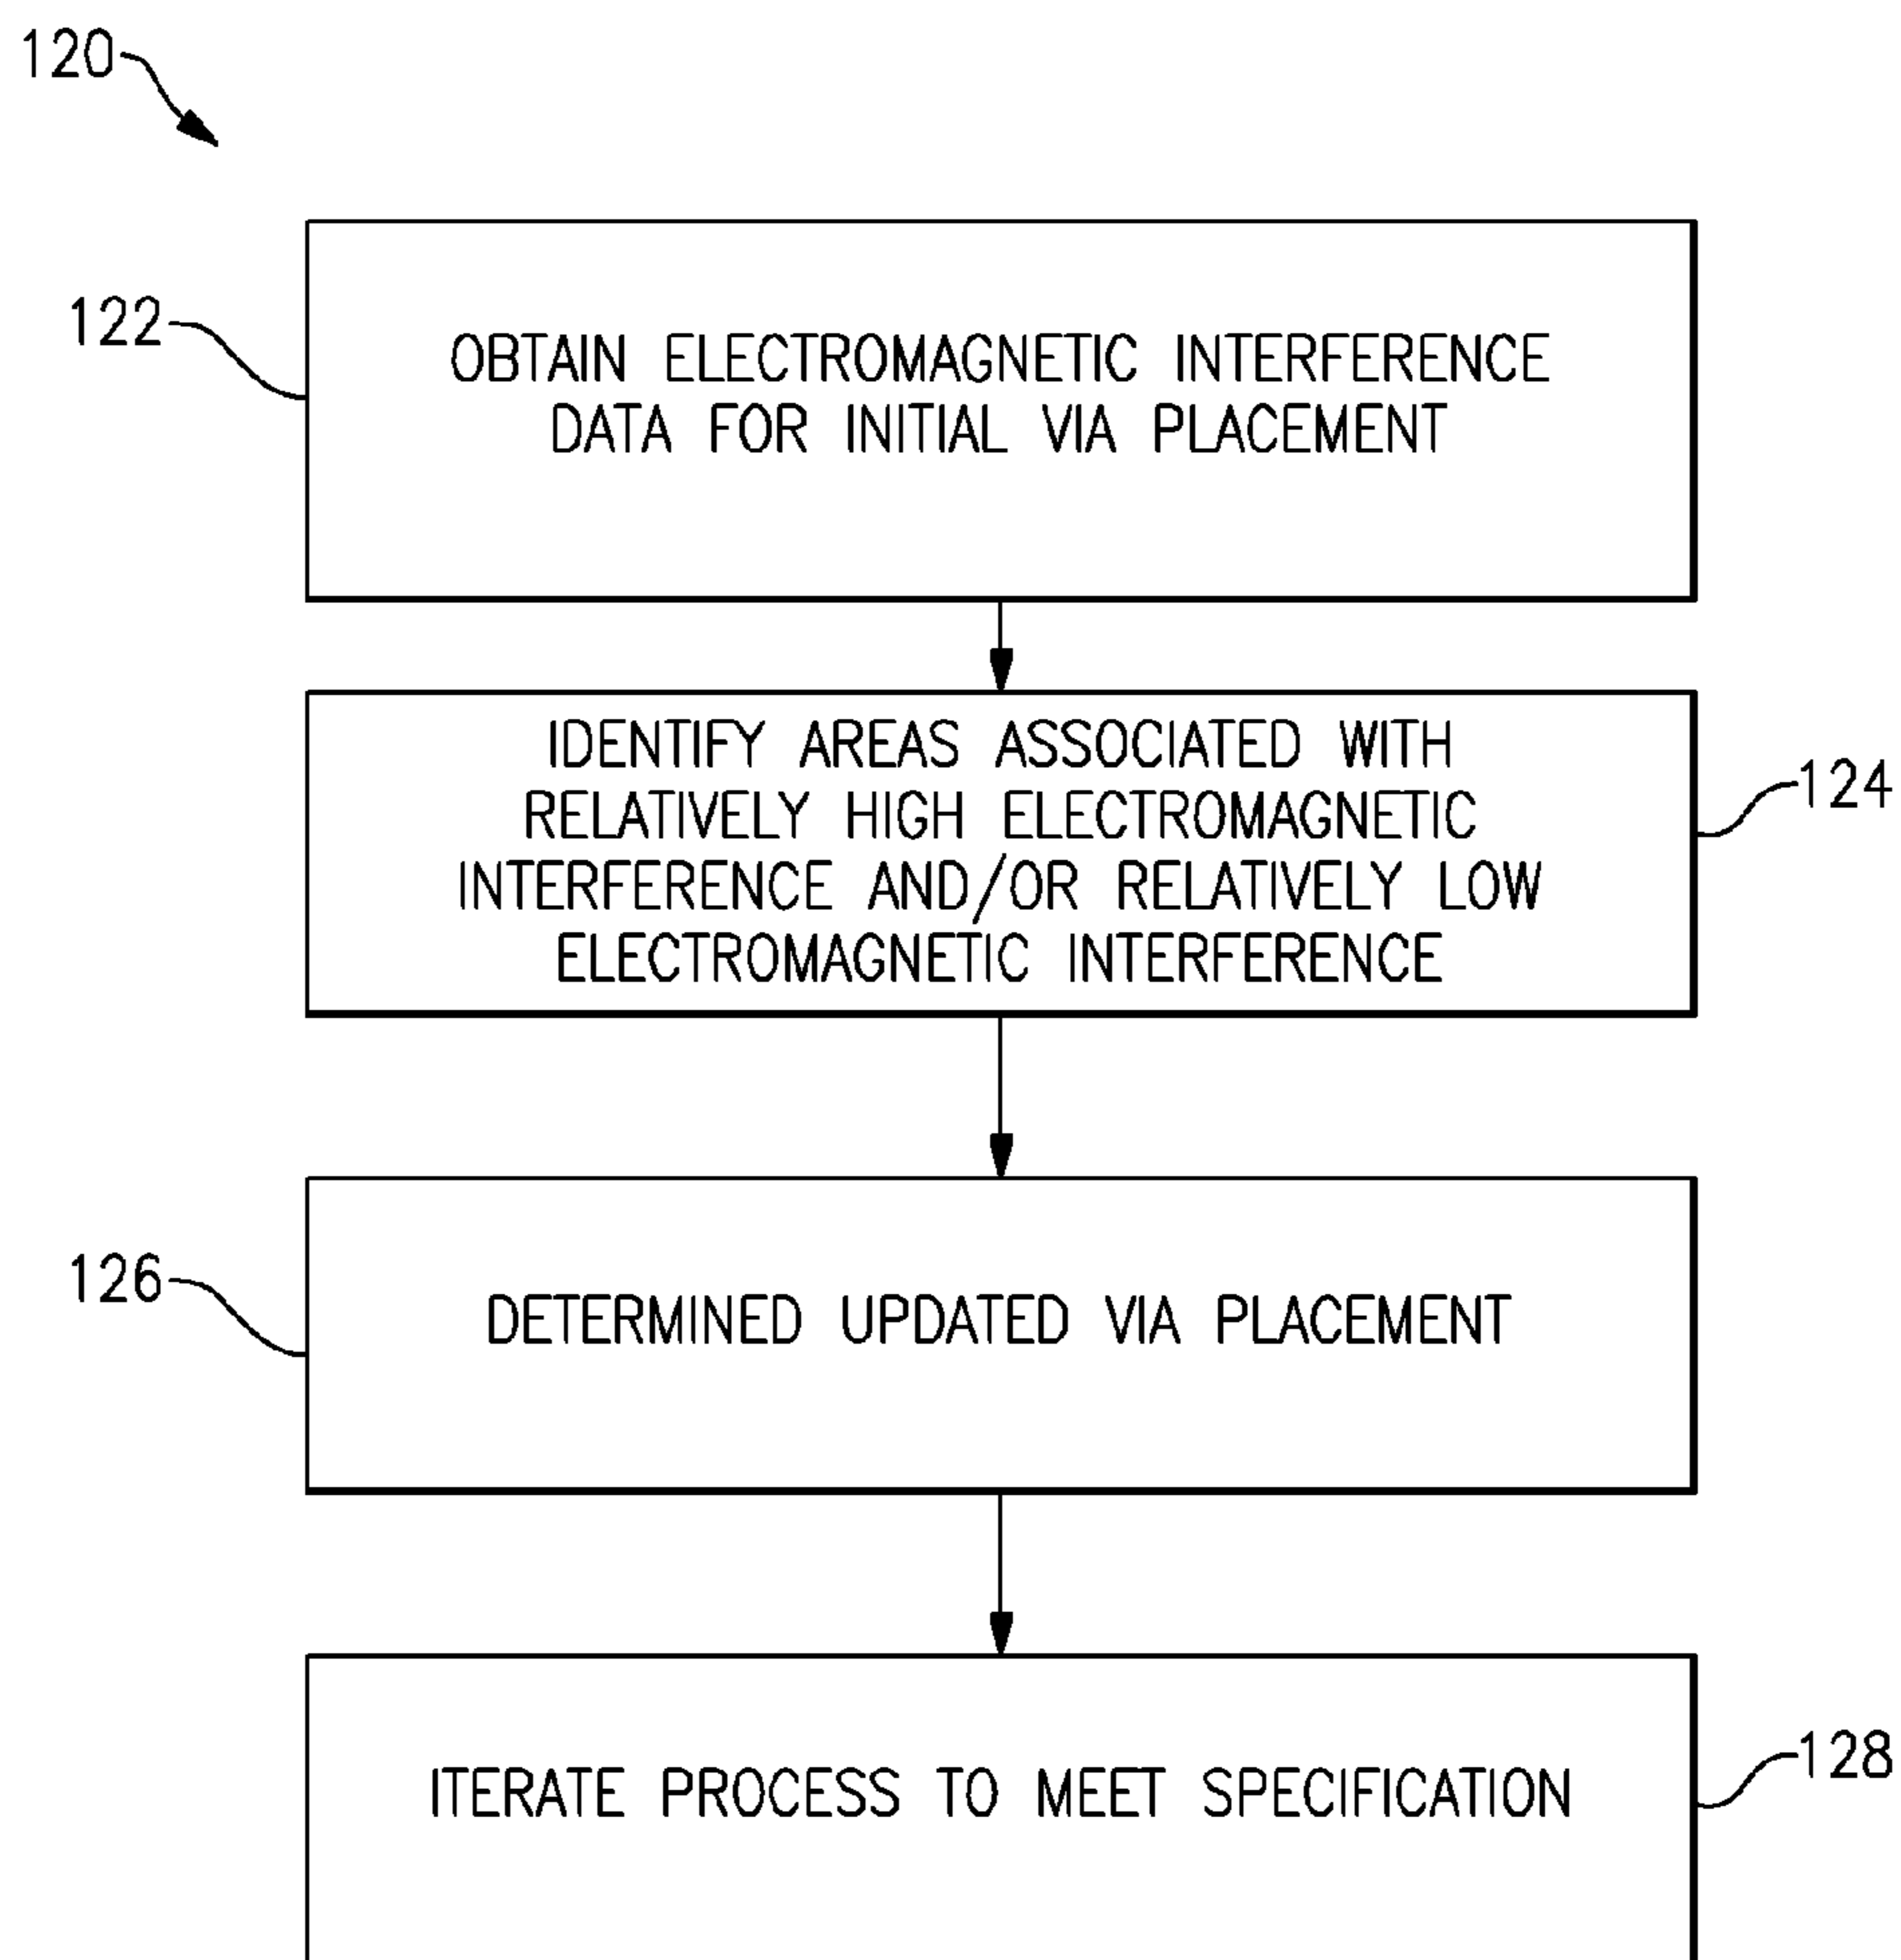 120
122
OBTAIN ELECTROMAGNETIC INTERFERENCE
DATA FOR INITIAL VIA PLACEMENT
IDENTIFY AREAS ASSOCIATED WITH
RELATIVELY HIGH ELECTROMAGNETIC
INTERFERENCE AND/OR RELATIVELY LOW
ELECTROMAGNETIC INTERFERENCE
124
126
DETERMINED UPDATED VIA PLACEMENT
ITERATE PROCESS TO MEET SPECIFICATION
128